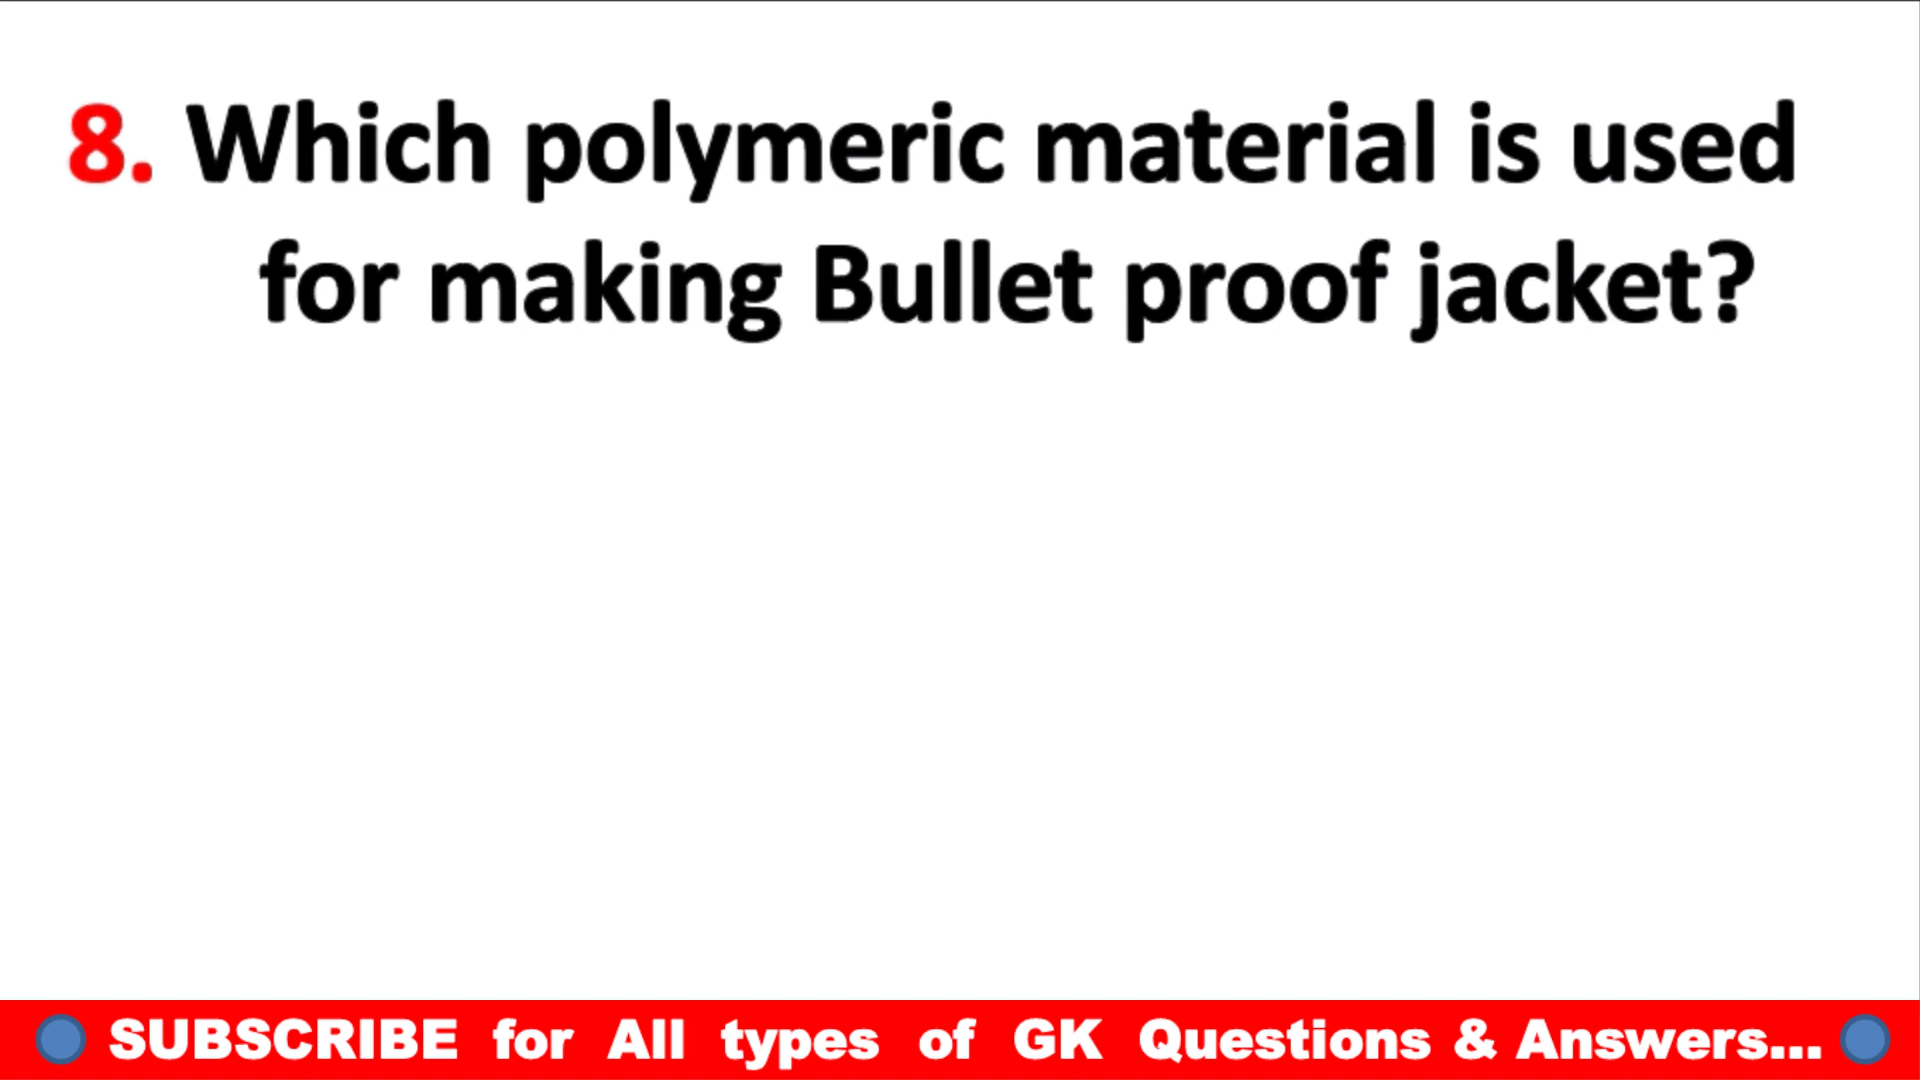 8. Which polymeric material is used
for making Bullet proof jacket?
SUBSCRIBE for All types of GK Questions & Answers...